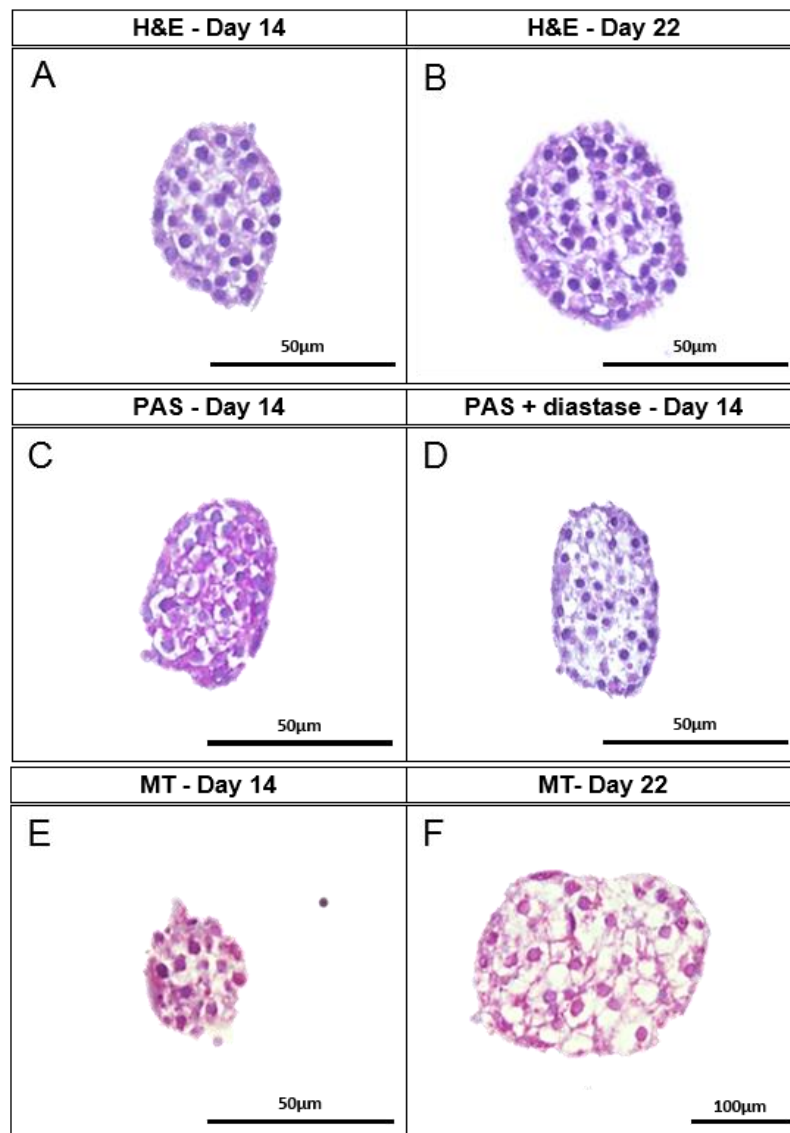 H&E - Day 14
H&E - Day 22
A
B
50µm
50µm
PAS - Day 14
PAS + diastase - Day 14
C
D
50µm
50µm
MT - Day 14
MT- Day 22
E
F
50µm
100µm